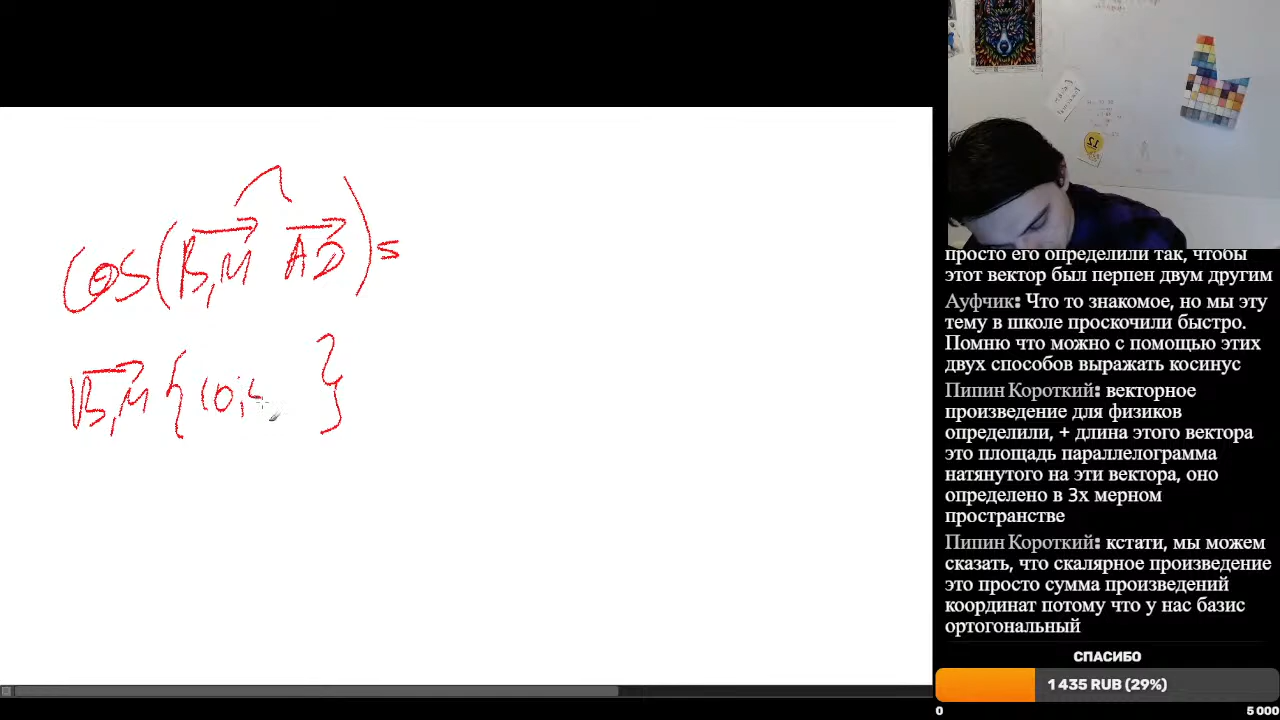 cos(B₁M AD)=
B₁M {
просто его определили так, чтобы
этот вектор был перпен двум другим
Ауфчик: Что то знакомое, но мы эту
тему в школе проскочили быстро.
Помню что можно с помощью этих
двух способов выражать косинус
Пипин Короткий: векторное
произведение для физиков
определили, + длина этого вектора
это площадь параллелограмма
натянутого на эти вектора, оно
определено в 3х мерном
пространстве
Пипин Короткий: кстати, мы можем
сказать, что скалярное произведение
это просто сумма произведений
координат потому что у нас базис
ортогональный
СПАСИБО
1 435 RUB (29%)
0 5 000